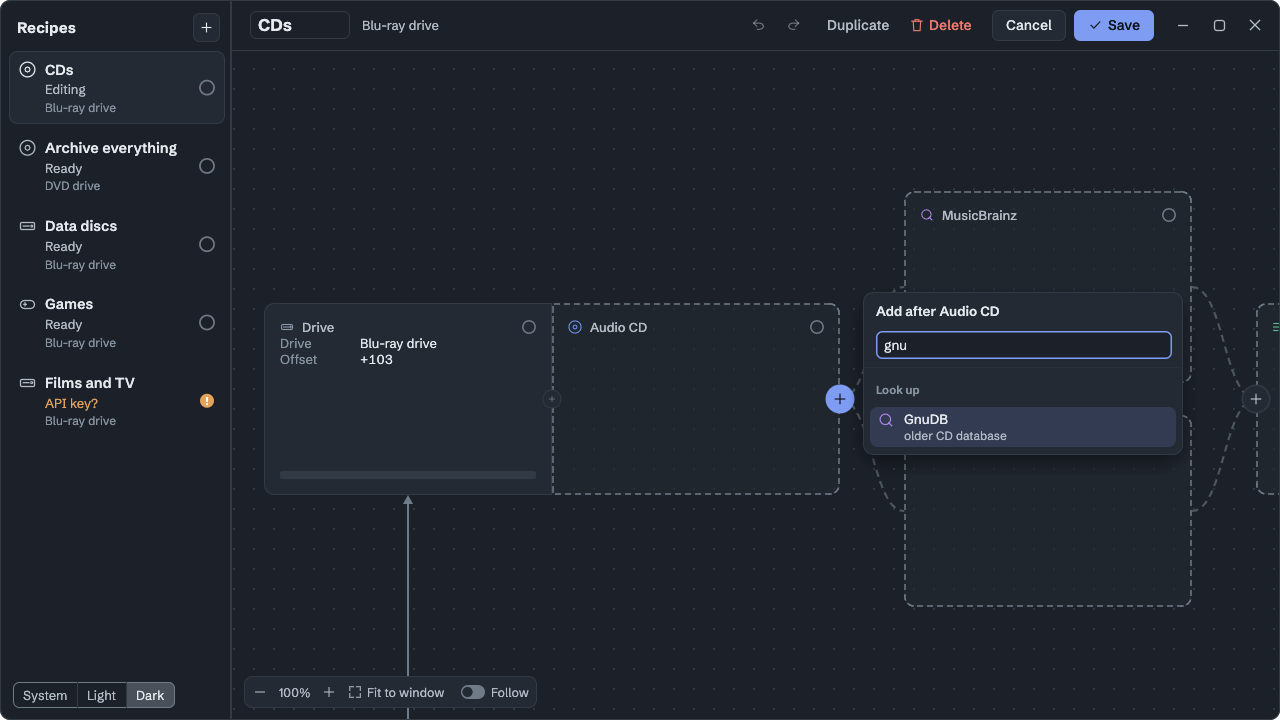 Recipes
CDs
Editing
Blu-ray drive
Archive everything
Ready
DVD drive
Data discs
Ready
Blu-ray drive
Games
Ready
Blu-ray drive
Films and TV
API key?
Blu-ray drive
System Light Dark
CDs Blu-ray drive Duplicate Delete Cancel Save
MusicBrainz
Drive
Drive Blu-ray drive
Offset +103
Audio CD
Add after Audio CD
gnu
Look up
GnuDB
older CD database
100% Fit to window Follow